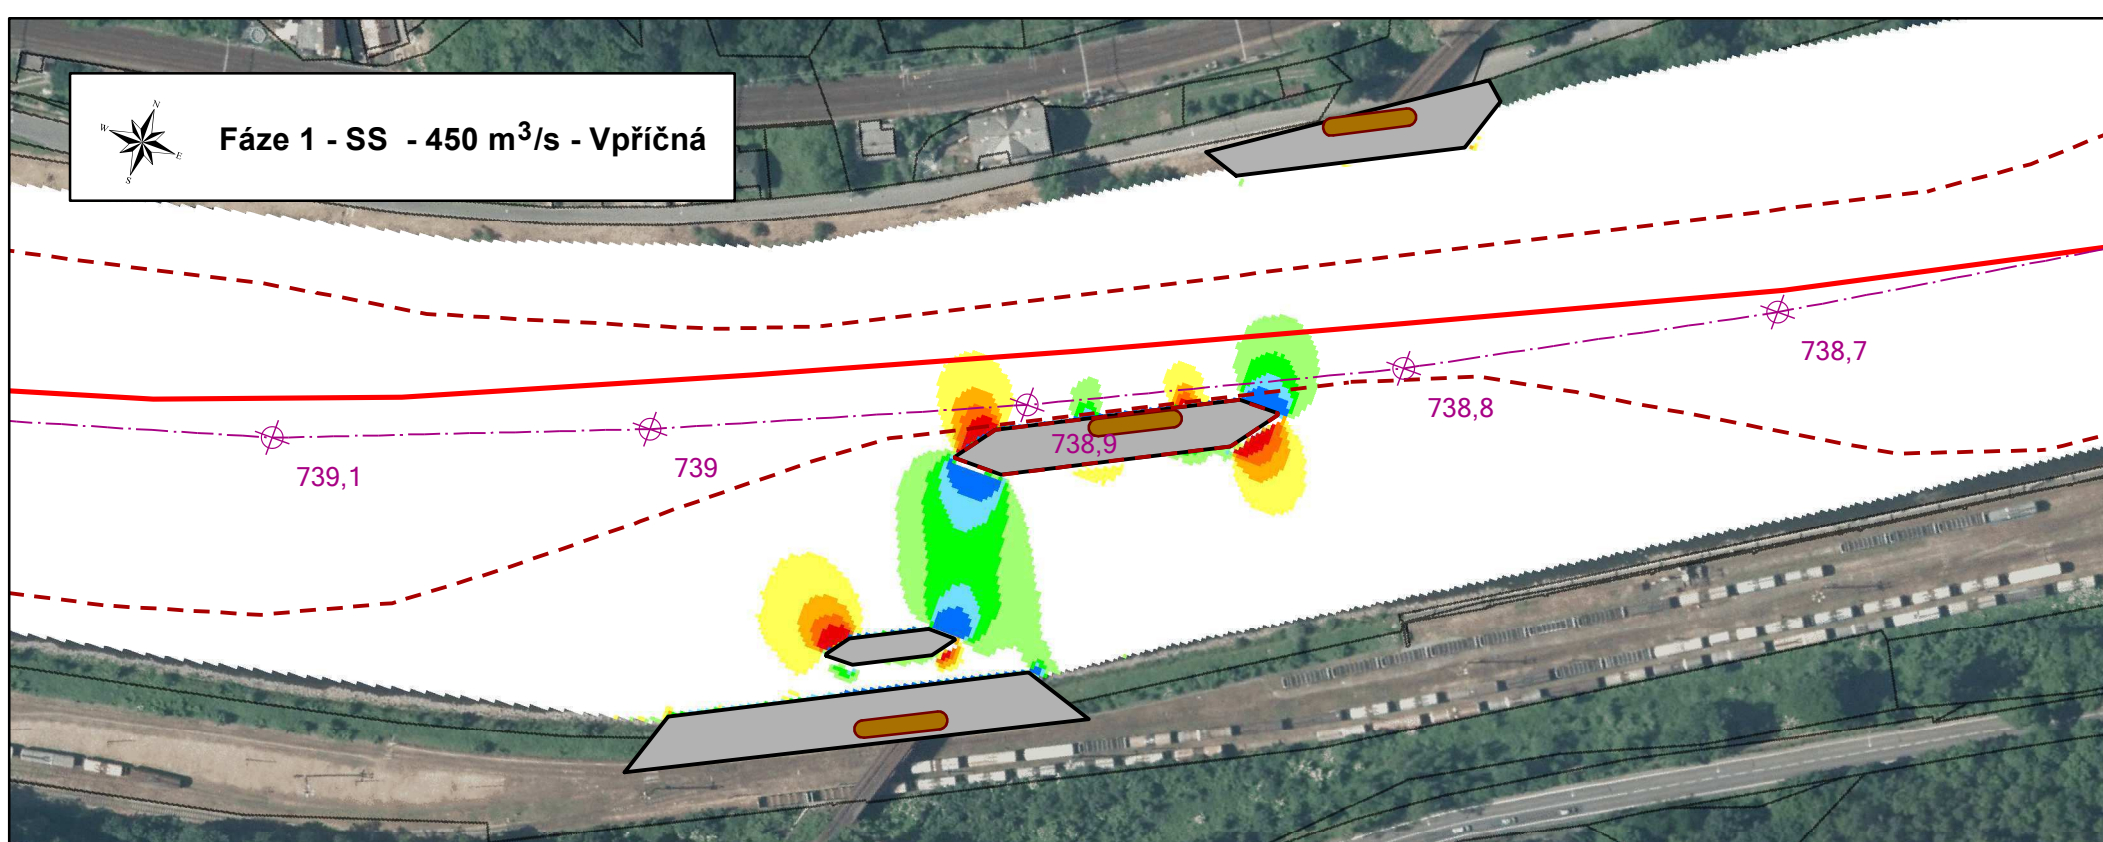 N
W
E
S
Fáze 1 - SS - 450 m³/s - Vpříčná
738,7
738,8
738,9
739
739,1